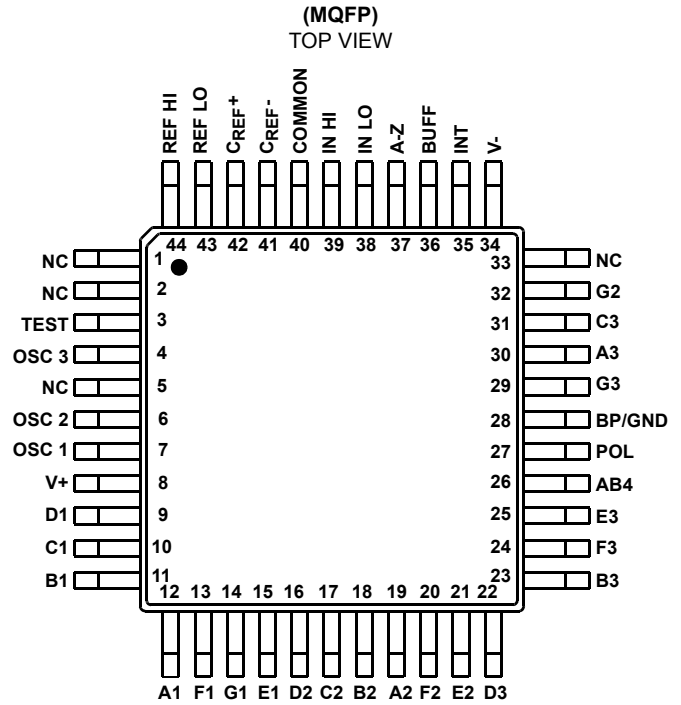 (MQFP)
TOP VIEW
REF HI
REF LO
CREF+
CREF-
COMMON
IN HI
IN LO
A-Z
BUFF
INT
V-
44 43 42 41 40 39 38 37 36 35 34
NC 1 33 NC
NC 2 32 G2
TEST 3 31 C3
OSC 3 4 30 A3
NC 5 29 G3
OSC 2 6 28 BP/GND
OSC 1 7 27 POL
V+ 8 26 AB4
D1 9 25 E3
C1 10 24 F3
B1 11 23 B3
12 13 14 15 16 17 18 19 20 21 22
A1 F1 G1 E1 D2 C2 B2 A2 F2 E2 D3